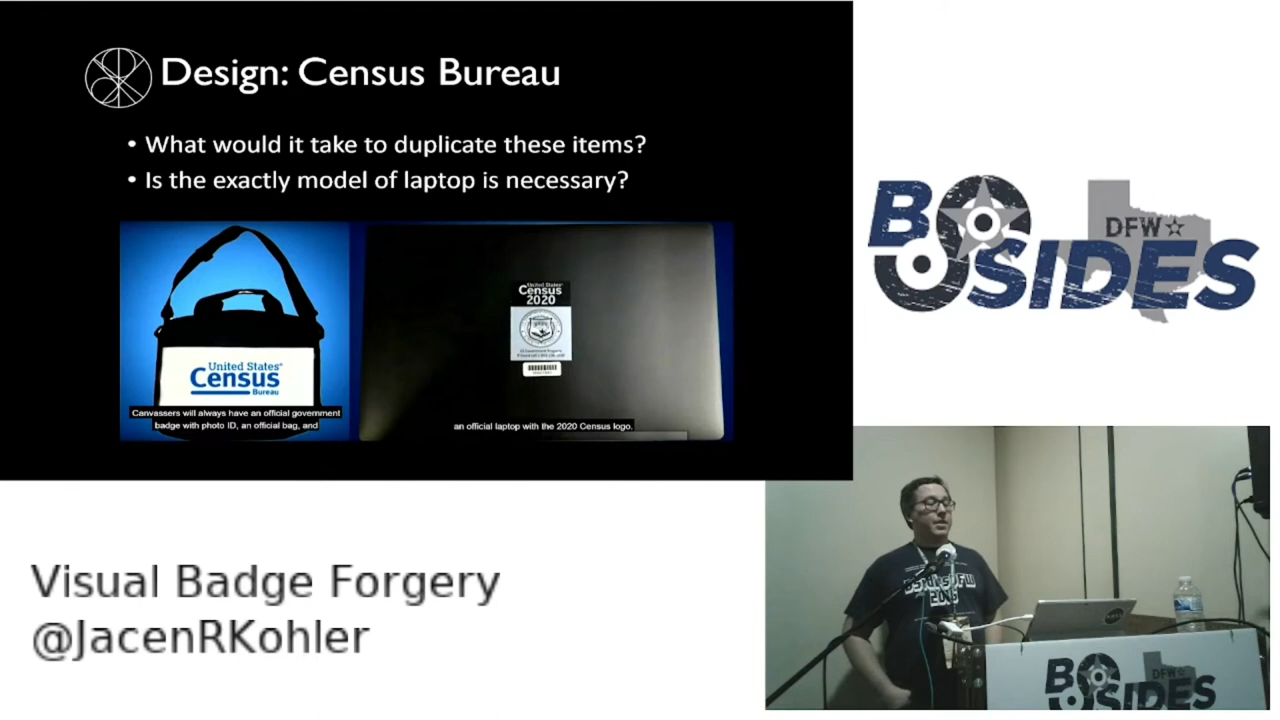 Design: Census Bureau
• What would it take to duplicate these items?
• Is the exactly model of laptop is necessary?
United States®
Census
Bureau
Canvassers will always have an official government
badge with photo ID, an official bag, and
United States®
Census
2020
an official laptop with the 2020 Census logo.
BSIDES
DFW
Visual Badge Forgery
@JacenRKohler
BSIDESDFW
BSIDES
DFW